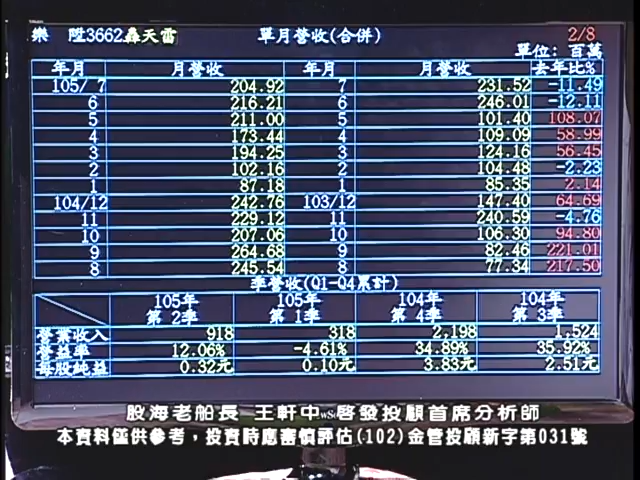 樂 陞3662轟天雷 單月營收(合併) 2/8
單位: 百萬
年月 月營收 年月 月營收 去年比%
105/ 7 204.92 7 231.52 -11.49
6 216.21 6 246.01 -12.11
5 211.00 5 101.40 108.07
4 173.44 4 109.09 58.99
3 194.25 3 124.16 56.45
2 102.16 2 104.48 -2.23
1 87.18 1 85.35 2.14
104/12 242.76 103/12 147.40 64.69
11 229.12 11 240.59 -4.76
10 207.06 10 106.30 94.80
9 264.68 9 82.46 221.01
8 245.54 8 77.34 217.50
季營收(Q1-Q4累計)
105年 105年 104年 104年
第 2季 第 1季 第 4季 第 3季
營業收入 918 318 2,198 1,524
營益率 12.06% -4.61% 34.89% 35.92%
每股純益 0.32元 0.10元 3.83元 2.51元
股海老船長 王軒中 啓發投顧首席分析師
本資料僅供參考，投資時應審慎評估(102)金管投顧新字第031號